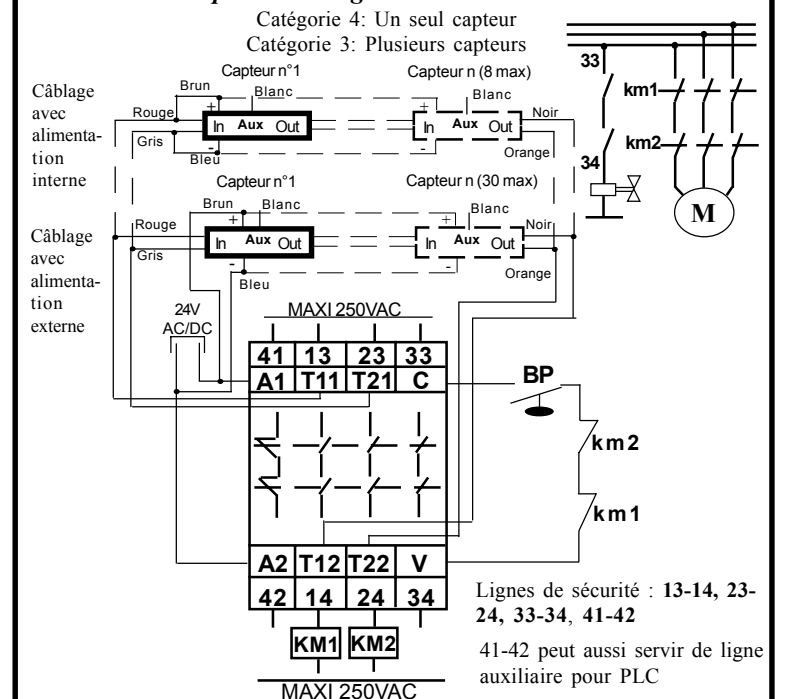 Catégorie 4: Un seul capteur
Catégorie 3: Plusieurs capteurs
Câblage
avec
alimenta-
tion
interne
Capteur n°1
Capteur n (8 max)
Brun
Blanc
Blanc
Rouge
+
In Aux Out
-
Gris
Bleu
+
In Aux Out
-
Noir
Orange
33
34
km1
km2
M
Câblage
avec
alimenta-
tion
externe
Capteur n°1
Capteur n (30 max)
Brun
Blanc
Blanc
Rouge
+
In Aux Out
-
Gris
Bleu
+
In Aux Out
-
Noir
Orange
24V
AC/DC
MAXI 250VAC
41 13 23 33
A1 T11 T21 C
BP
km2
km1
A2 T12 T22 V
42 14 24 34
KM1 KM2
MAXI 250VAC
Lignes de sécurité : 13-14, 23-
24, 33-34, 41-42
41-42 peut aussi servir de ligne
auxiliaire pour PLC